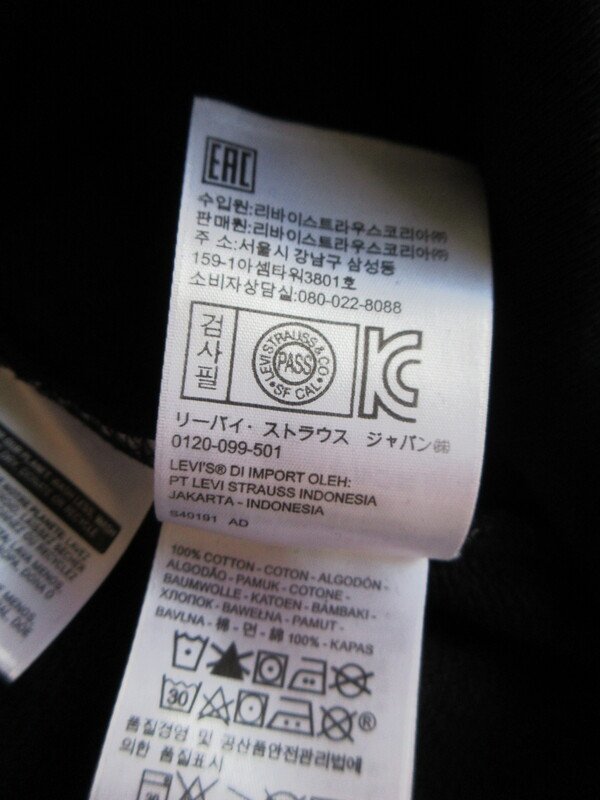 EAC
수입원:리바이스트라우스코리아㈜
판매원:리바이스트라우스코리아㈜
주 소:서울시 강남구 삼성동
159-1아셈타워3801호
소비자상담실:080-022-8088
검사필
LEVI STRAUSS & CO.
PASS
SF CAL
KC
リーバイ・ストラウス ジャパン㈱
0120-099-501
LEVI'S® DI IMPORT OLEH:
PT LEVI STRAUSS INDONESIA
JAKARTA - INDONESIA
S49191 AD
100% COTTON - COTON - ALGODÓN -
ALGODÃO - PAMUK - COTONE -
BAUMWOLLE - KATOEN - BAMBAKI -
ХЛОПОК - BAWEŁNA - PAMUT -
BAVLNA - 棉 - 면 - 綿 100% - KAPAS
30
®
품질경영 및 공산품안전관리법에
의한 품질표시
30